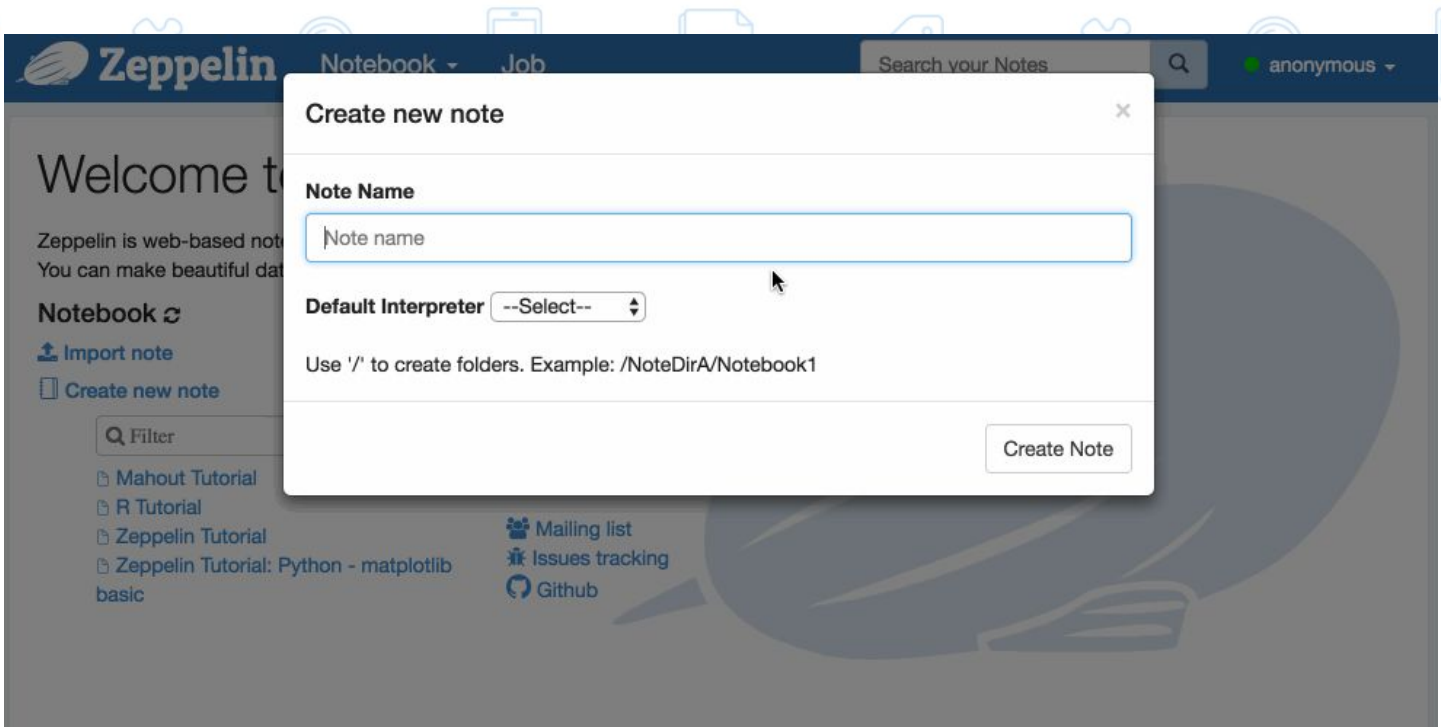 Zeppelin Notebook Job Search your Notes anonymous
Create new note ×
Welcome t
Note Name
Note name
Zeppelin is web-based not
You can make beautiful dat
Default Interpreter --Select--
Notebook
Import note
Use '/' to create folders. Example: /NoteDirA/Notebook1
Create new note
Filter
Create Note
Mahout Tutorial
R Tutorial
Zeppelin Tutorial
Zeppelin Tutorial: Python - matplotlib
basic
Mailing list
Issues tracking
Github